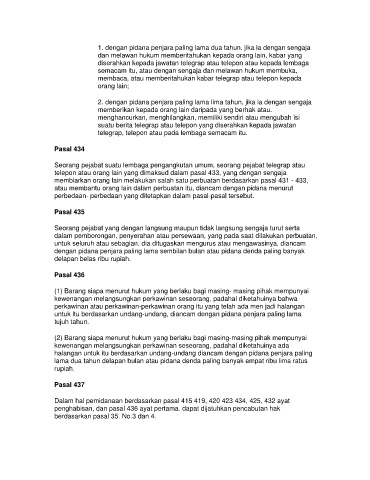 1. dengan pidana penjara paling lama dua tahun, jika ia dengan sengaja
dan melawan hukum memberitahukan kepada orang lain, kabar yang
diserahkan kepada jawatan telegrap atau telepon atau kepada lembaga
semacam itu, atau dengan sengaja dan melawan hukum membuka,
membaca, atau memberitahukan kabar telegrap atau telepon kepada
orang lain;
2. dengan pidana penjara paling lama lima tahun, jika ia dengan sengaja
memberikan kepada orang lain daripada yang berhak atau.
menghancurkan, menghilangkan, memiliki sendiri atau mengubah isi
suatu berita telegrap atau telepon yang diserahkan kepada jawatan
telegrap, telepon atau pada lembaga semacam itu.
Pasal 434
Seorang pejabat suatu lembaga pengangkutan umum, seorang pejabat telegrap atau
telepon atau orang lain yang dimaksud dalam pasal 433, yang dengan sengaja
membiarkan orang lain melakukan salah satu perbuatan berdasarkan pasal 431 - 433,
atau membantu orang lain dalam perbuatan itu, diancam dengan pidana menurut
perbedaan- perbedaan yang ditetapkan dalam pasal-pasal tersebut.
Pasal 435
Seorang pejabat yang dengan langsung maupun tidak langsung sengaja turut serta
dalam pemborongan, penyerahan atau persewaan, yang pada saat dilakukan perbuatan,
untuk seluruh atau sebagian, dia ditugaskan mengurus atau mengawasinya, diancam
dengan pidana penjara paling lama sembilan bulan atau pidana denda paling banyak
delapan belas ribu rupiah.
Pasal 436
(1) Barang siapa menurut hukum yang berlaku bagi masing- masing pihak mempunyai
kewenangan melangsungkan perkawinan seseorang, padahal diketahuinya bahwa
perkawinan atau perkawinan-perkawinan orang itu yang telah ada men jadi halangan
untuk itu berdasarkan undang-undang, diancam dengan pidana penjara paling lama
tujuh tahun.
(2) Barang siapa menurut hukum yang berlaku bagi masing-masing pihak mempunyai
kewenangan melangsungkan perkawinan seseorang, padahal diketahuinya ada
halangan untuk itu berdasarkan undang-undang diancam dengan pidana penjara paling
lama dua tahun delapan bulan atau pidana denda paling banyak empat ribu lima ratus
rupiah.
Pasal 437
Dalam hal pemidanaan berdasarkan pasal 415 419, 420 423 434, 425, 432 ayat
penghabisan, dan pasal 436 ayat pertama. dapat dijatuhkan pencabutan hak
berdasarkan pasal 35. No.3 dan 4.